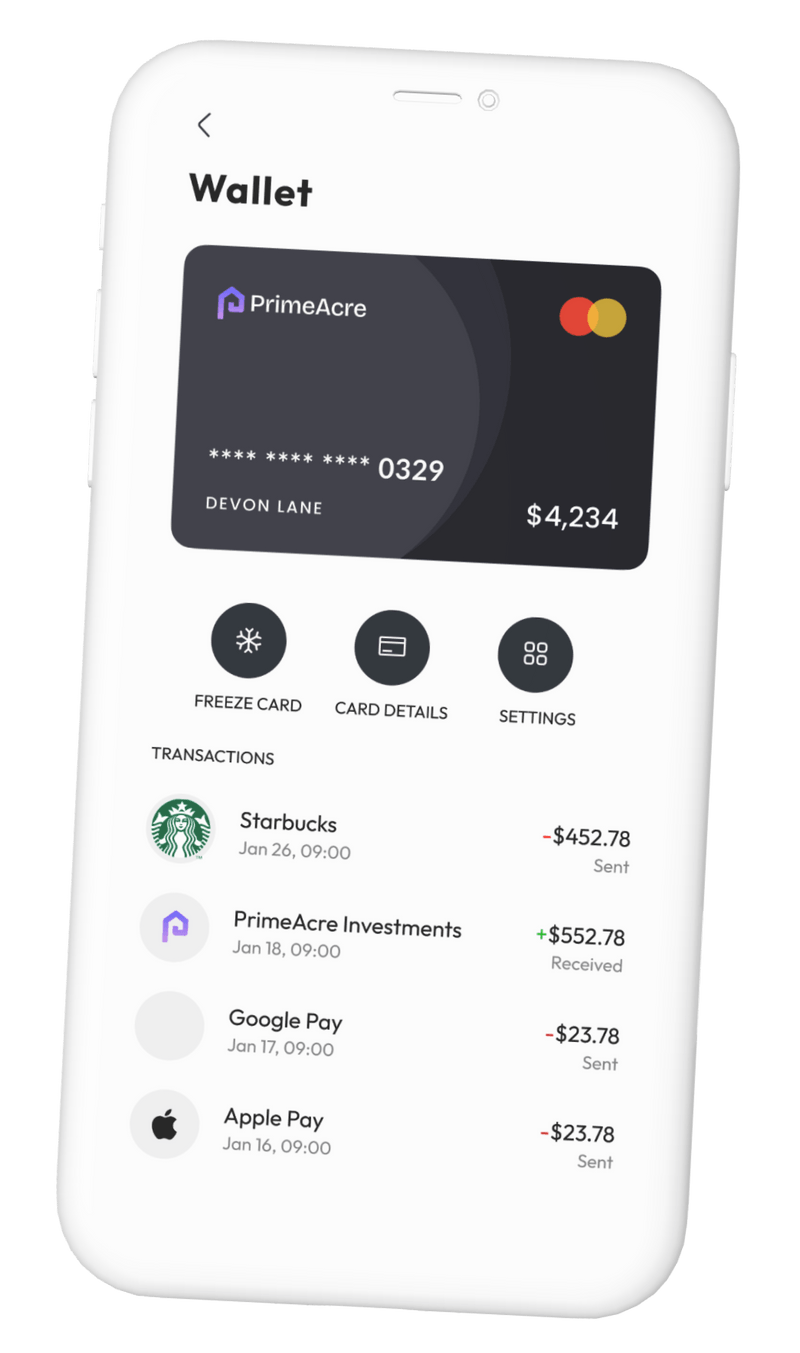 Wallet
PrimeAcre
**** **** **** 0329
DEVON LANE
$4,234
FREEZE CARD
CARD DETAILS
SETTINGS
TRANSACTIONS
Starbucks
-$452.78
Jan 26, 09:00
Sent
PrimeAcre Investments
+$552.78
Jan 18, 09:00
Received
Google Pay
-$23.78
Jan 17, 09:00
Sent
Apple Pay
-$23.78
Jan 16, 09:00
Sent